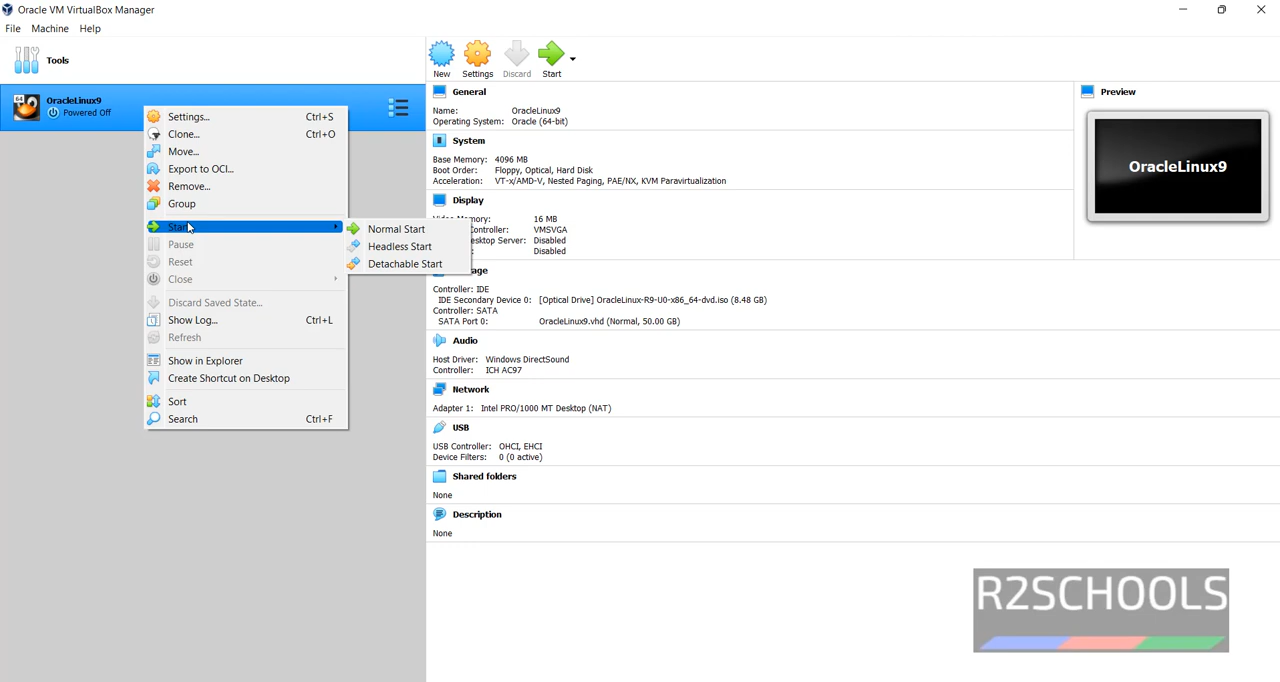 Oracle VM VirtualBox Manager
File Machine Help
Tools
New Settings Discard Start
64 OracleLinux9
Powered Off
Settings... Ctrl+S
Clone... Ctrl+O
Move...
Export to OCI...
Remove...
Group
Start
Pause
Reset
Close
Discard Saved State...
Show Log... Ctrl+L
Refresh
Show in Explorer
Create Shortcut on Desktop
Sort
Search Ctrl+F
Normal Start
Headless Start
Detachable Start
General
Name: OracleLinux9
Operating System: Oracle (64-bit)
System
Base Memory: 4096 MB
Boot Order: Floppy, Optical, Hard Disk
Acceleration: VT-x/AMD-V, Nested Paging, PAE/NX, KVM Paravirtualization
Display
16 MB
VMSVGA
Disabled
Disabled
Controller: IDE
IDE Secondary Device 0: [Optical Drive] OracleLinux-R9-U0-x86_64-dvd.iso (8.48 GB)
Controller: SATA
SATA Port 0: OracleLinux9.vhd (Normal, 50.00 GB)
Audio
Host Driver: Windows DirectSound
Controller: ICH AC97
Network
Adapter 1: Intel PRO/1000 MT Desktop (NAT)
USB
USB Controller: OHCI, EHCI
Device Filters: 0 (0 active)
Shared folders
None
Description
None
Preview
OracleLinux9
R2SCHOOLS